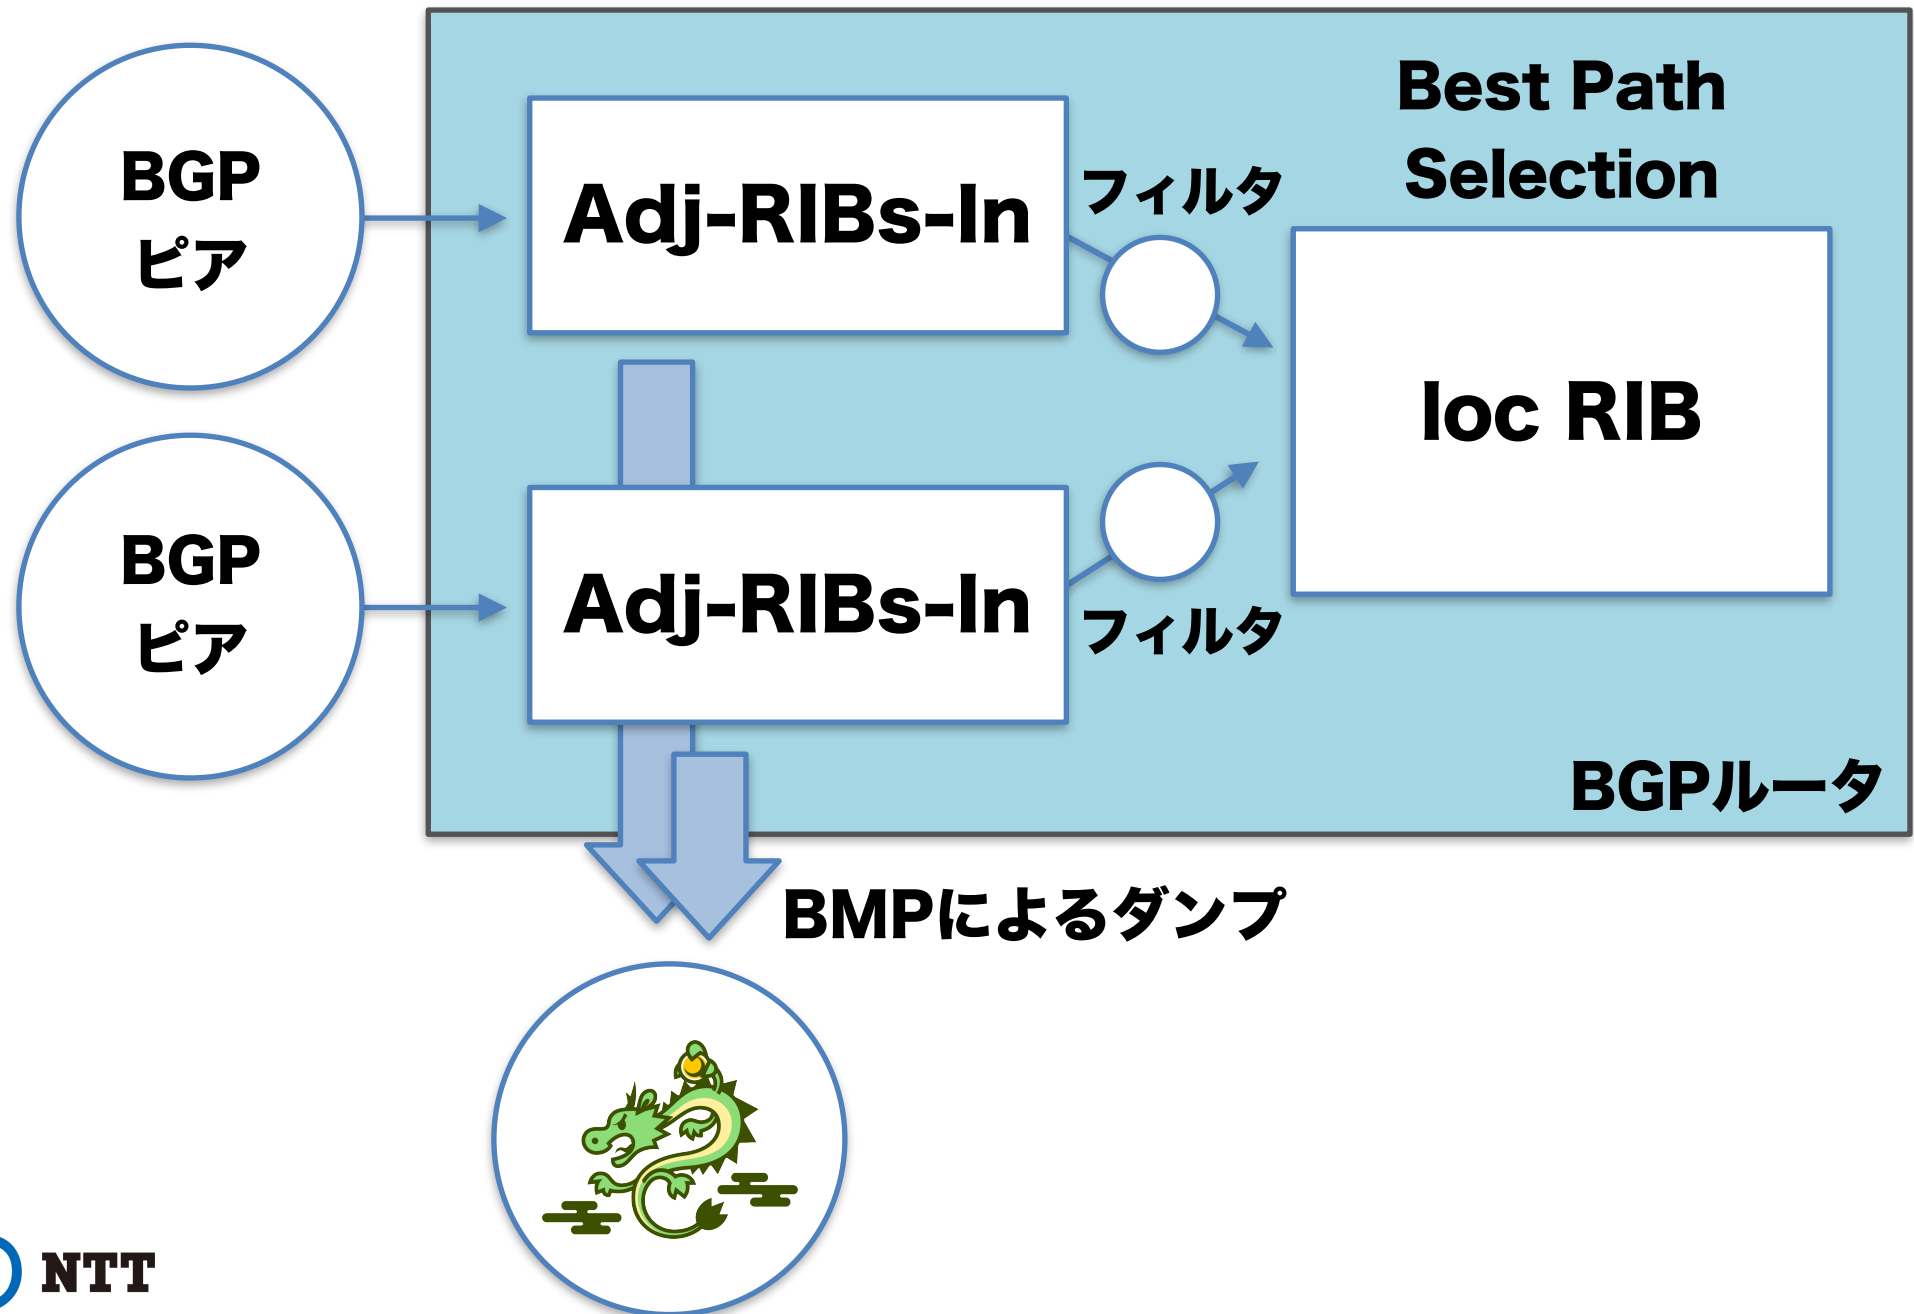 BGP
ピア
Adj-RIBs-In
フィルタ
Best Path
Selection
loc RIB
BGP
ピア
Adj-RIBs-In
フィルタ
BGPルータ
BMPによるダンプ
NTT